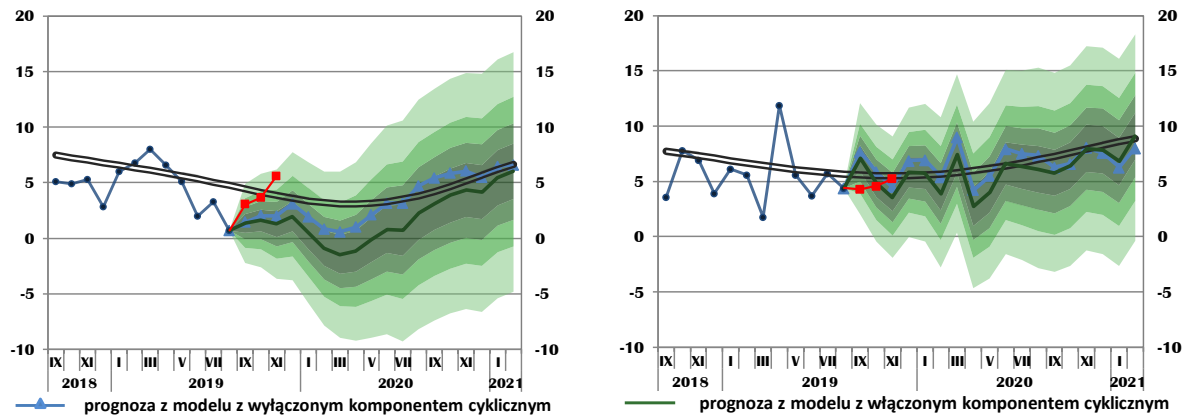 20 20 20 20
15 15 15 15
10 10 10 10
5 5 5 5
0 0 0 0
-5 -5 -5 -5
-10 -10 -10 -10
IX XI I III V VII IX XI I III V VII IX XI I IX XI I III V VII IX XI I III V VII IX XI I
2018 2019 2020 2021 2018 2019 2020 2021
prognoza z modelu z wyłączonym komponentem cyklicznym prognoza z modelu z włączonym komponentem cyklicznym